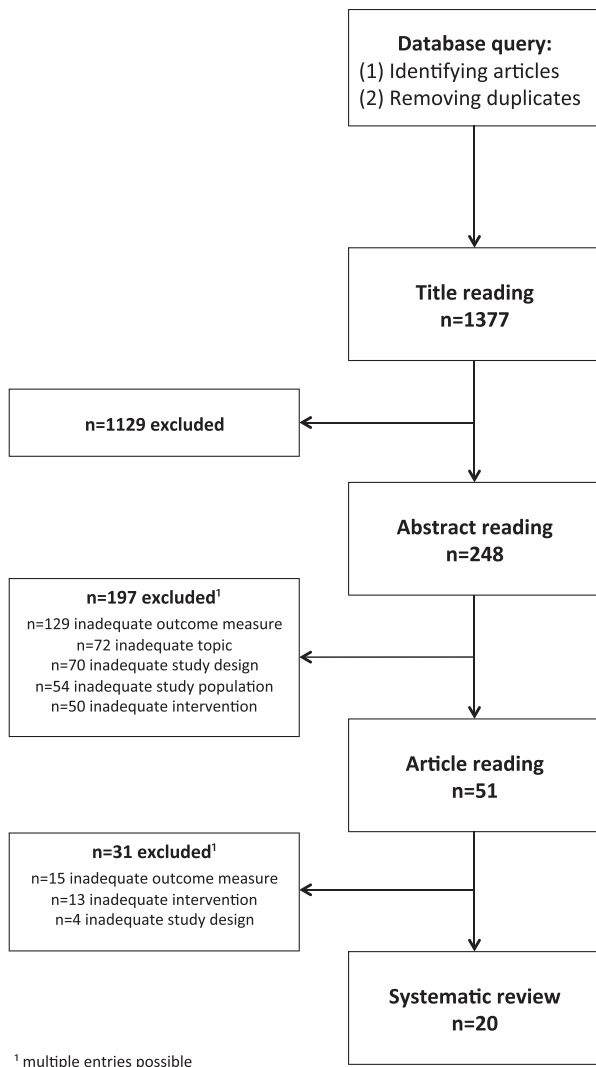 Database query:
(1) Identifying articles
(2) Removing duplicates
Title reading
n=1377
n=1129 excluded
Abstract reading
n=248
n=197 excluded¹
n=129 inadequate outcome measure
n=72 inadequate topic
n=70 inadequate study design
n=54 inadequate study population
n=50 inadequate intervention
Article reading
n=51
n=31 excluded¹
n=15 inadequate outcome measure
n=13 inadequate intervention
n=4 inadequate study design
Systematic review
n=20
¹ multiple entries possible